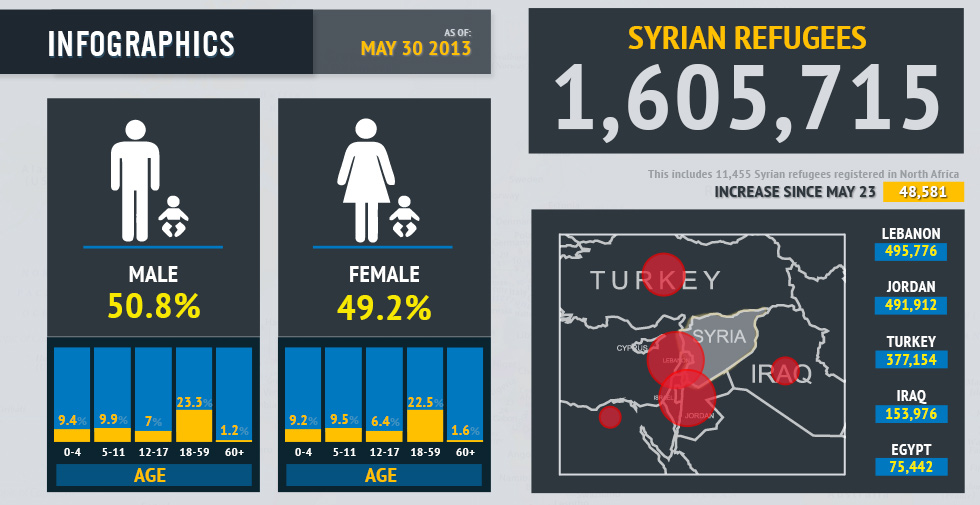 INFOGRAPHICS
AS OF:
MAY 30 2013
MALE
50.8%
9.4%
9.9%
7%
23.3%
1.2%
0-4
5-11
12-17
18-59
60+
AGE
FEMALE
49.2%
9.2%
9.5%
6.4%
22.5%
1.6%
0-4
5-11
12-17
18-59
60+
AGE
SYRIAN REFUGEES
1,605,715
This includes 11,455 Syrian refugees registered in North Africa
INCREASE SINCE MAY 23 48,581
TURKEY
SYRIA
CYPRUS
LEBANON
IRAQ
ISRAEL
JORDAN
LEBANON
495,776
JORDAN
491,912
TURKEY
377,154
IRAQ
153,976
EGYPT
75,442